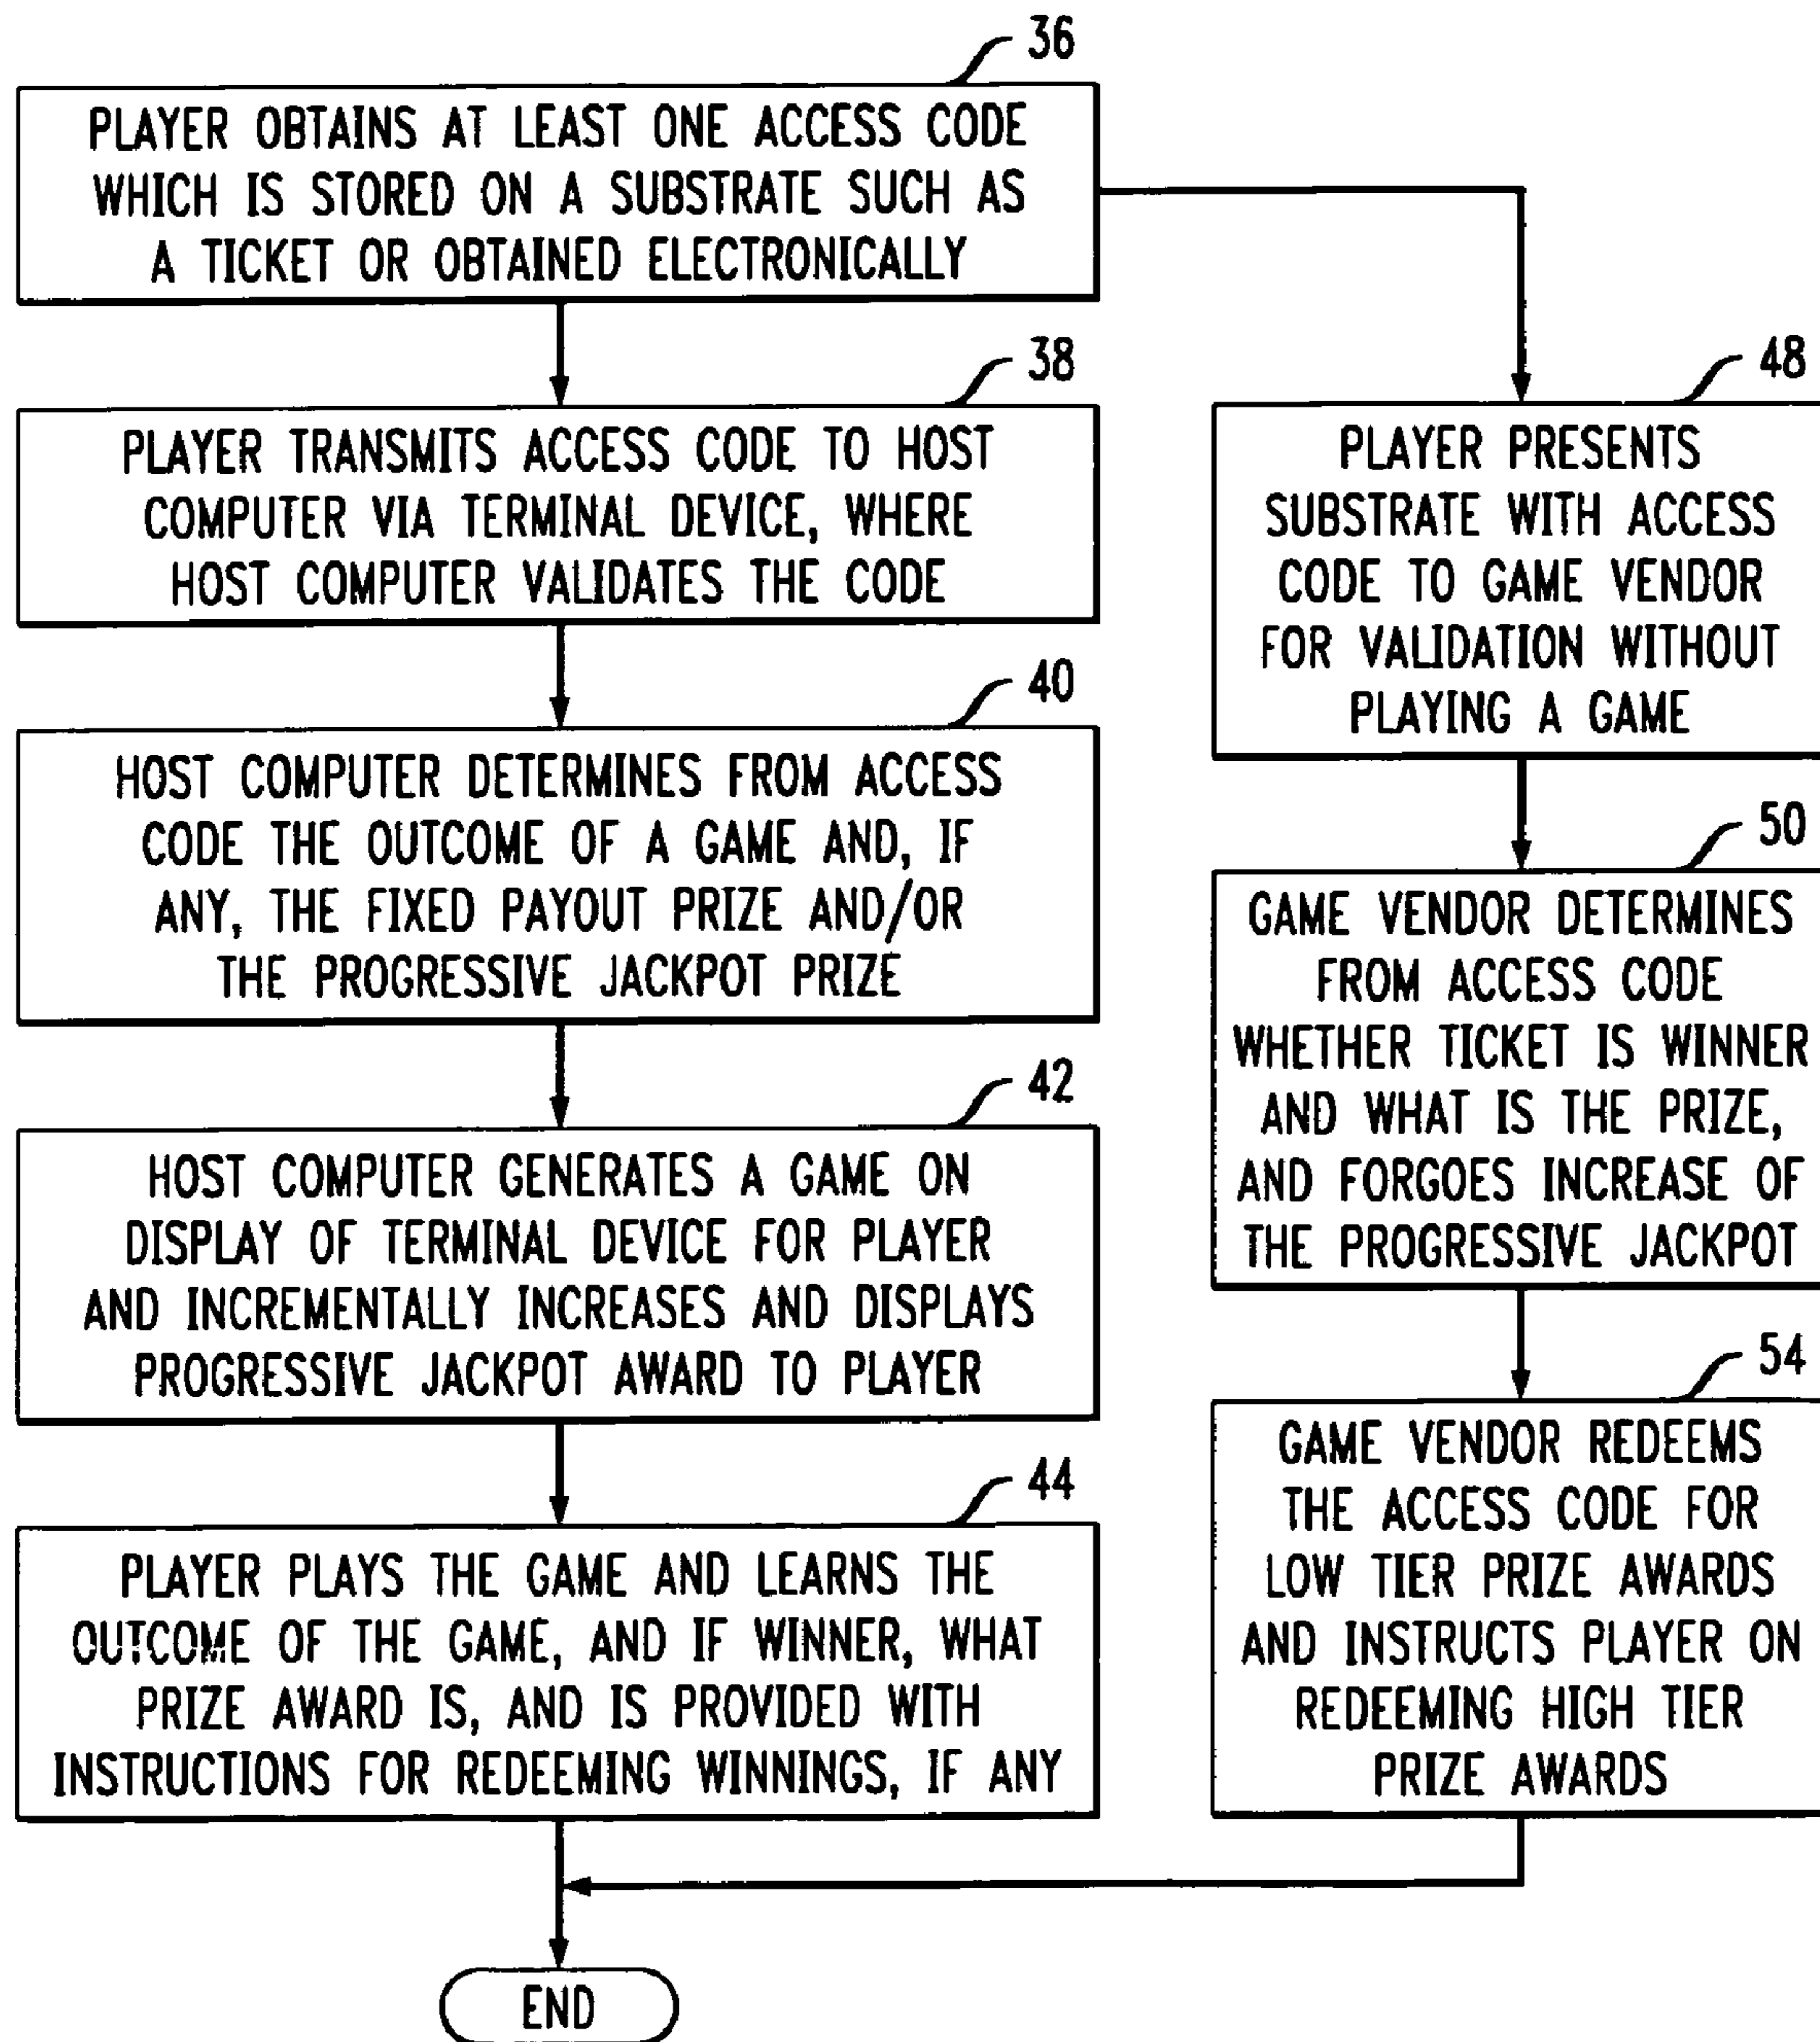 36
PLAYER OBTAINS AT LEAST ONE ACCESS CODE
WHICH IS STORED ON A SUBSTRATE SUCH AS
A TICKET OR OBTAINED ELECTRONICALLY
38
PLAYER TRANSMITS ACCESS CODE TO HOST
COMPUTER VIA TERMINAL DEVICE, WHERE
HOST COMPUTER VALIDATES THE CODE
40
HOST COMPUTER DETERMINES FROM ACCESS
CODE THE OUTCOME OF A GAME AND, IF
ANY, THE FIXED PAYOUT PRIZE AND/OR
THE PROGRESSIVE JACKPOT PRIZE
42
HOST COMPUTER GENERATES A GAME ON
DISPLAY OF TERMINAL DEVICE FOR PLAYER
AND INCREMENTALLY INCREASES AND DISPLAYS
PROGRESSIVE JACKPOT AWARD TO PLAYER
44
PLAYER PLAYS THE GAME AND LEARNS THE
OUTCOME OF THE GAME, AND IF WINNER, WHAT
PRIZE AWARD IS, AND IS PROVIDED WITH
INSTRUCTIONS FOR REDEEMING WINNINGS, IF ANY
48
PLAYER PRESENTS
SUBSTRATE WITH ACCESS
CODE TO GAME VENDOR
FOR VALIDATION WITHOUT
PLAYING A GAME
50
GAME VENDOR DETERMINES
FROM ACCESS CODE
WHETHER TICKET IS WINNER
AND WHAT IS THE PRIZE,
AND FORGOES INCREASE OF
THE PROGRESSIVE JACKPOT
54
GAME VENDOR REDEEMS
THE ACCESS CODE FOR
LOW TIER PRIZE AWARDS
AND INSTRUCTS PLAYER ON
REDEEMING HIGH TIER
PRIZE AWARDS
END